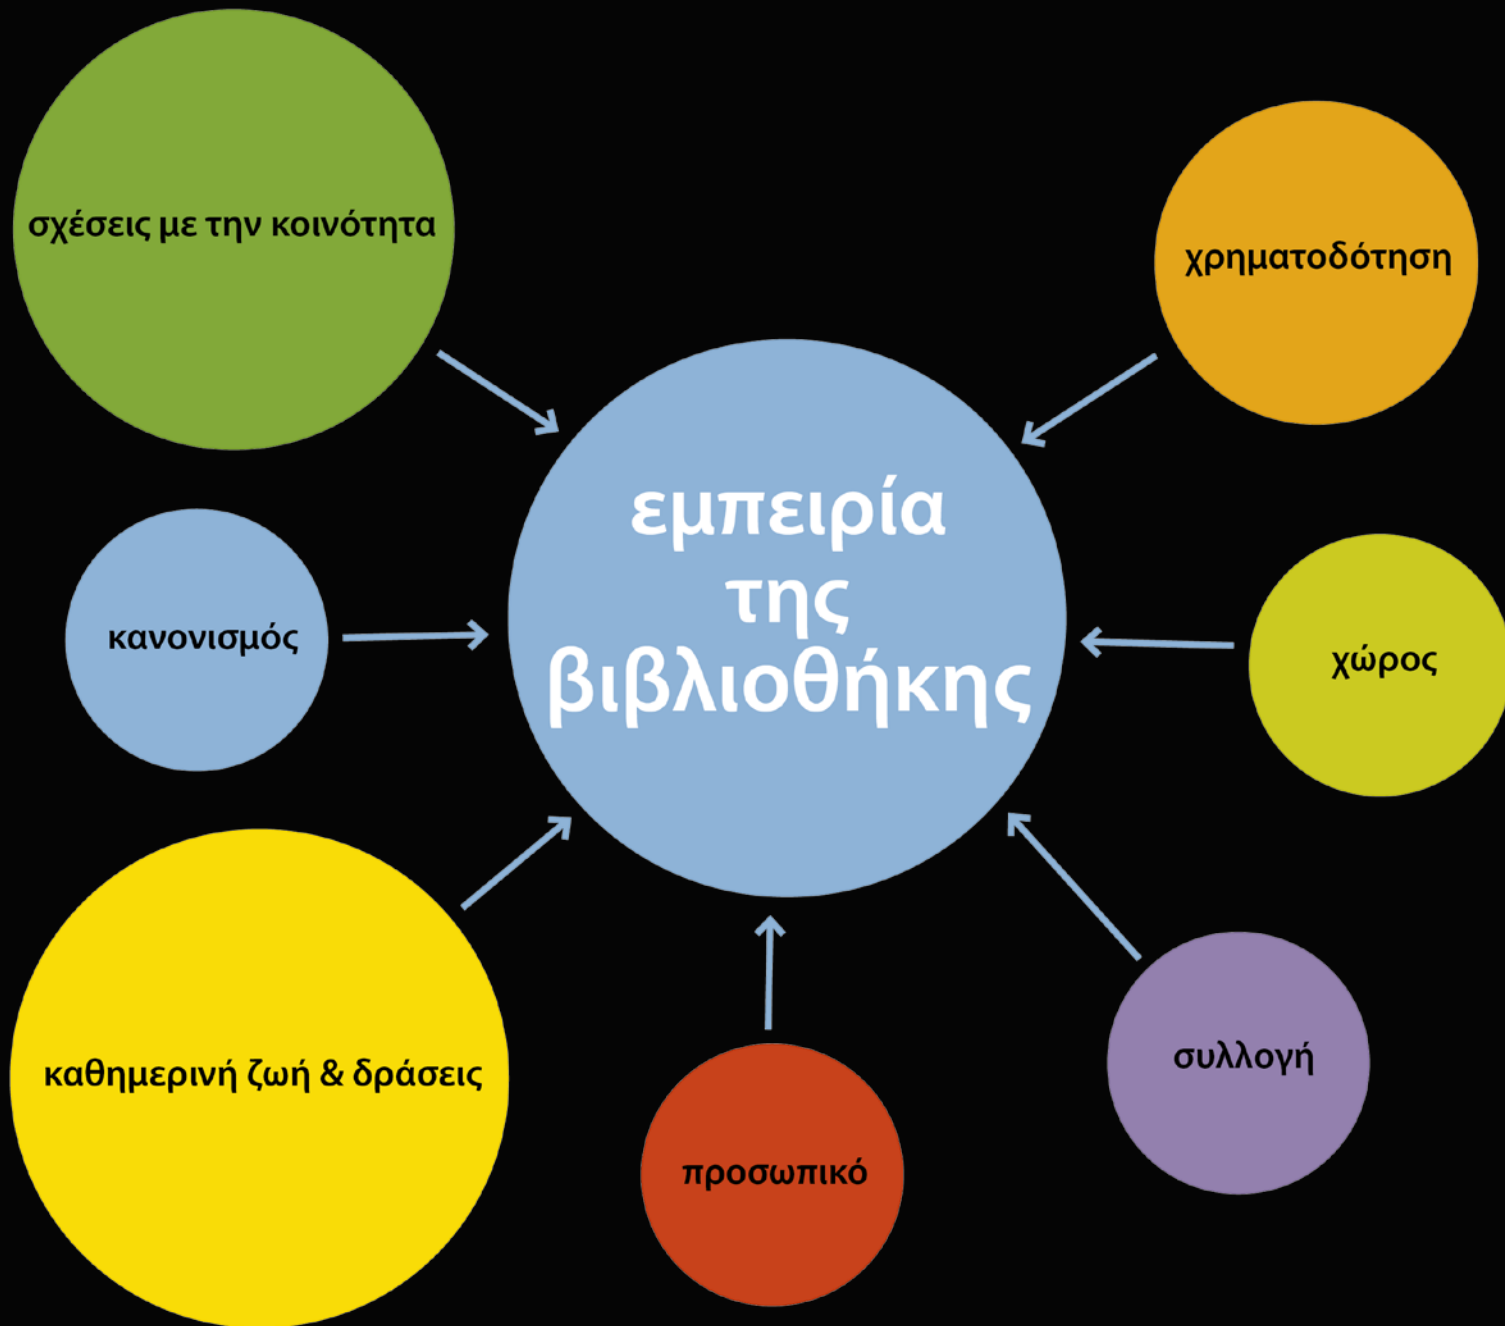 σχέσεις με την κοινότητα
χρηματοδότηση
εμπειρία
της
βιβλιοθήκης
κανονισμός
χώρος
καθημερινή ζωή & δράσεις
συλλογή
προσωπικό